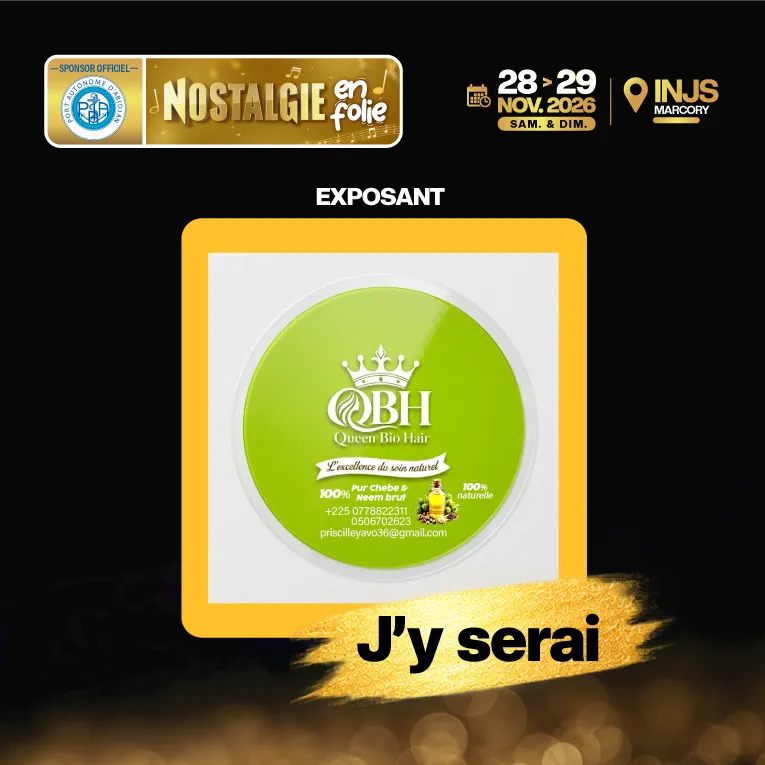 SPONSOR OFFICIEL
PORT AUTONOME D'ABIDJAN
NOSTALGIE en folie
28 > 29
NOV. 2026
SAM. & DIM.
INJS
MARCORY
EXPOSANT
QBH
Queen Bio Hair
L'excellence du soin naturel
100% Pur Chebe &
Neem brut
100%
naturelle
+225 0778822311
0506702623
priscilleyavo36@gmail.com
J'y serai